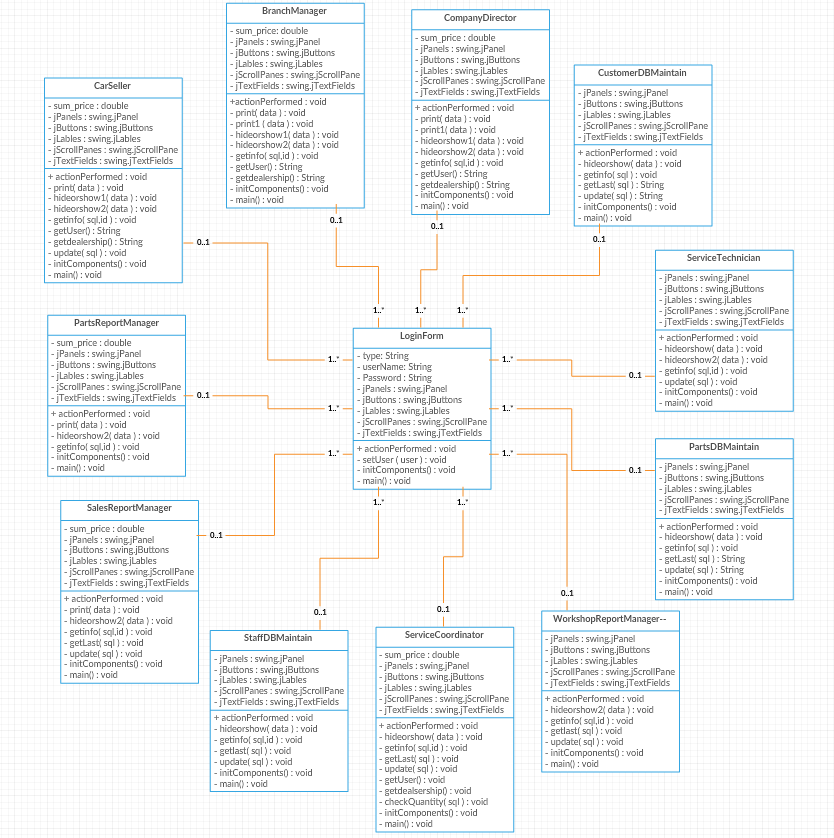 BranchManager
- sum_price: double
- jPanels : swing.jPanel
- jButtons : swing.jButtons
- jLables : swing.jLables
- jScrollPanes : swing.jScrollPane
- jTextFields : swing.jTextFields
+actionPerformed : void
- print( data ) : void
- print1 ( data ) : void
- hideorshow1( data ) : void
- hideorshow2( data ) : void
- getinfo( sql,id ) : void
- getUser() : String
- getdealership() : String
- initComponents() : void
- main() : void
0..1
1..*
CompanyDirector
- sum_price : double
- jPanels : swing.jPanel
- jButtons : swing.jButtons
- jLables : swing.jLables
- jScrollPanes : swing.jScrollPane
- jTextFields : swing.jTextFields
+ actionPerformed : void
- print( data ) : void
- print1( data ) : void
- hideorshow1( data ) : void
- hideorshow2( data ) : void
- getinfo( sql,id ) : void
- getUser() : String
- getdealership() : String
- initComponents() : void
- main() : void
0..1
1..*
CustomerDBMaintain
- jPanels : swing.jPanel
- jButtons : swing.jButtons
- jLables : swing.jLables
- jScrollPanes : swing.jScrollPane
- jTextFields : swing.jTextFields
+ actionPerformed : void
- hideorshow( data ) : void
- getinfo( sql ) : void
- getLast( sql ) : String
- update( sql ) : String
- initComponents() : void
- main() : void
0..1
1..*
CarSeller
- sum_price : double
- jPanels : swing.jPanel
- jButtons : swing.jButtons
- jLables : swing.jLables
- jScrollPanes : swing.jScrollPane
- jTextFields : swing.jTextFields
+ actionPerformed : void
- print( data ) : void
- hideorshow1( data ) : void
- hideorshow2( data ) : void
- getinfo( sql,id ) : void
- getUser() : String
- getdealership() : String
- update( sql ) : void
- initComponents() : void
- main() : void
0..1
1..*
ServiceTechnician
- jPanels : swing.jPanel
- jButtons : swing.jButtons
- jLables : swing.jLables
- jScrollPanes : swing.jScrollPane
- jTextFields : swing.jTextFields
+ actionPerformed : void
- hideorshow( data ) : void
- hideorshow2( data ) : void
- getinfo( sql,id ) : void
- update( sql ) : void
- initComponents() : void
- main() : void
0..1
1..*
PartsReportManager
- sum_price : double
- jPanels : swing.jPanel
- jButtons : swing.jButtons
- jLables : swing.jLables
- jScrollPanes : swing.jScrollPane
- jTextFields : swing.jTextFields
+ actionPerformed : void
- print( data ) : void
- hideorshow2( data ) : void
- getinfo( sql,id ) : void
- initComponents() : void
- main() : void
0..1
1..*
LoginForm
- type: String
- userName: String
- Password : String
- jPanels : swing.jPanel
- jButtons : swing.jButtons
- jLables : swing.jLables
- jScrollPanes : swing.jScrollPane
- jTextFields : swing.jTextFields
+ actionPerformed : void
- setUser ( user ) : void
- initComponents() : void
- main() : void
PartsDBMaintain
- jPanels : swing.jPanel
- jButtons : swing.jButtons
- jLables : swing.jLables
- jScrollPanes : swing.jScrollPane
- jTextFields : swing.jTextFields
+ actionPerformed : void
- hideorshow( data ) : void
- getinfo( sql ) : void
- getLast( sql ) : String
- update( sql ) : String
- initComponents() : void
- main() : void
0..1
1..*
SalesReportManager
- sum_price : double
- jPanels : swing.jPanel
- jButtons : swing.jButtons
- jLables : swing.jLables
- jScrollPanes : swing.jScrollPane
- jTextFields : swing.jTextFields
+ actionPerformed : void
- print( data ) : void
- hideorshow2( data ) : void
- getinfo( sql,id ) : void
- getLast( sql ) : void
- update( sql ) : void
- initComponents() : void
- main() : void
0..1
1..*
StaffDBMaintain
- jPanels : swing.jPanel
- jButtons : swing.jButtons
- jLables : swing.jLables
- jScrollPanes : swing.jScrollPane
- jTextFields : swing.jTextFields
+ actionPerformed : void
- hideorshow( data ) : void
- getinfo( sql,id ) : void
- getlast( sql ) : void
- update( sql ) : void
- initComponents() : void
- main() : void
0..1
1..*
ServiceCoordinator
- sum_price : double
- jPanels : swing.jPanel
- jButtons : swing.jButtons
- jLables : swing.jLables
- jScrollPanes : swing.jScrollPane
- jTextFields : swing.jTextFields
+ actionPerformed : void
- hideorshow( data ) : void
- getinfo( sql,id ) : void
- getLast( sql ) : void
- update( sql ) : void
- getUser() : void
- getdealsership() : void
- checkQuantity( sql ) : void
- initComponents() : void
- main() : void
0..1
1..*
WorkshopReportManager--
- jPanels : swing.jPanel
- jButtons : swing.jButtons
- jLables : swing.jLables
- jScrollPanes : swing.jScrollPane
- jTextFields : swing.jTextFields
+ actionPerformed : void
- hideorshow2( data ) : void
- getinfo( sql,id ) : void
- getlast( sql ) : void
- update( sql ) : void
- initComponents() : void
- main() : void
0..1
1..*